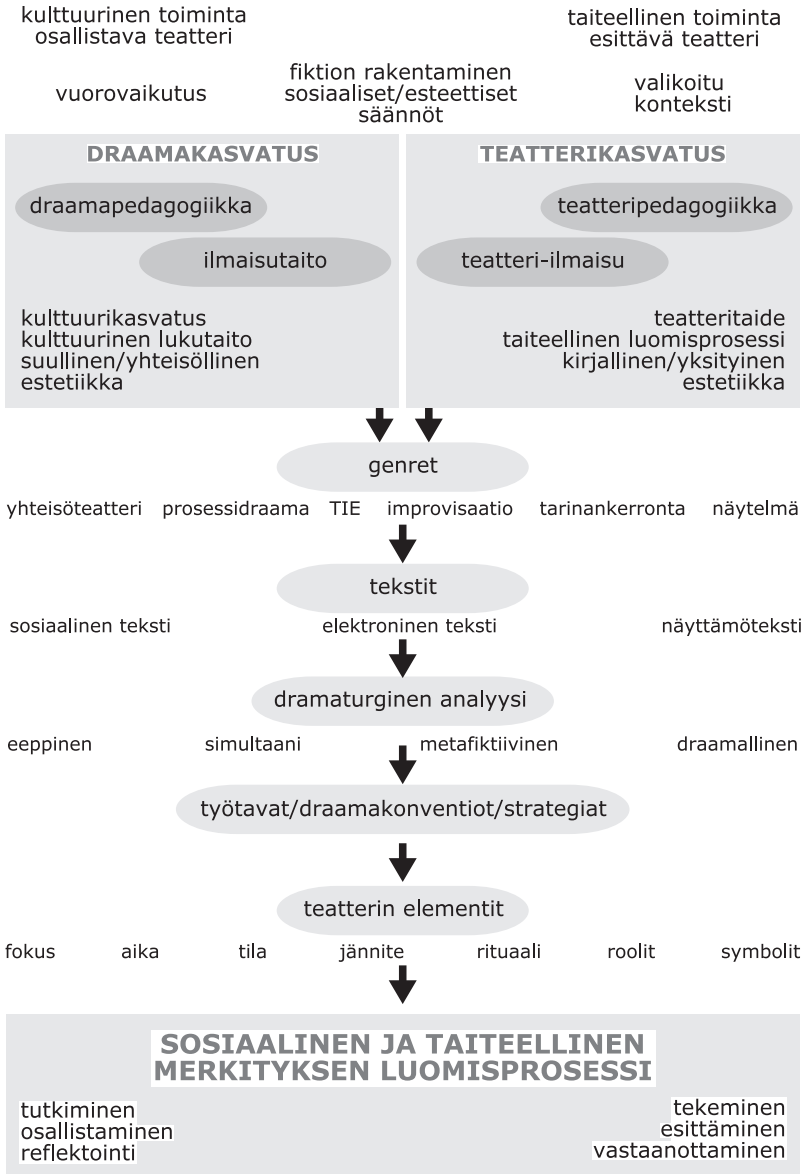 kulttuurinen toiminta
osallistava teatteri
taiteellinen toiminta
esittävä teatteri
vuorovaikutus
fiktion rakentaminen
sosiaaliset/esteettiset
säännöt
valikoitu
konteksti
DRAAMAKASVATUS
TEATTERIKASVATUS
draamapedagogiikka
teatteripedagogiikka
ilmaisutaito
teatteri-ilmaisu
kulttuurikasvatus
kulttuurinen lukutaito
suullinen/yhteisöllinen
estetiikka
teatteritaide
taiteellinen luomisprosessi
kirjallinen/yksityinen
estetiikka
genret
yhteisöteatteri prosessidraama TIE improvisaatio tarinankerronta näytelmä
tekstit
sosiaalinen teksti elektroninen teksti näyttämöteksti
dramaturginen analyysi
eeppinen simultaani metafiktiivinen draamallinen
työtavat/draamakonventiot/strategiat
teatterin elementit
fokus aika tila jännite rituaali roolit symbolit
SOSIAALINEN JA TAITEELLINEN
MERKITYKSEN LUOMISPROSESSI
tutkiminen
osallistaminen
reflektointi
tekeminen
esittäminen
vastaanottaminen